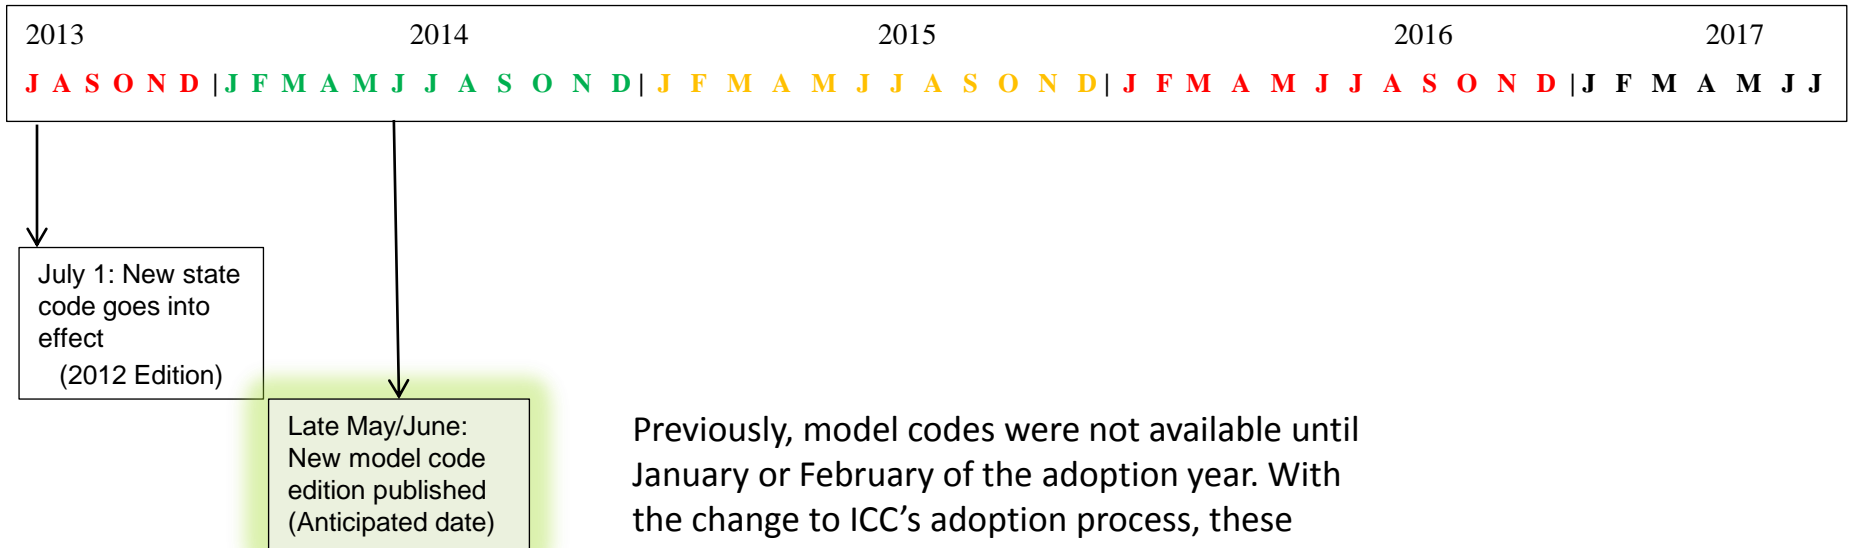 2013 2014 2015 2016 2017
J A S O N D | J F M A M J J A S O N D | J F M A M J J A S O N D | J F M A M J J A S O N D | J F M A M J J
July 1: New state
code goes into
effect
(2012 Edition)
Late May/June:
New model code
edition published
(Anticipated date)
Previously, model codes were not available until
January or February of the adoption year. With
the change to ICC’s adoption process, these